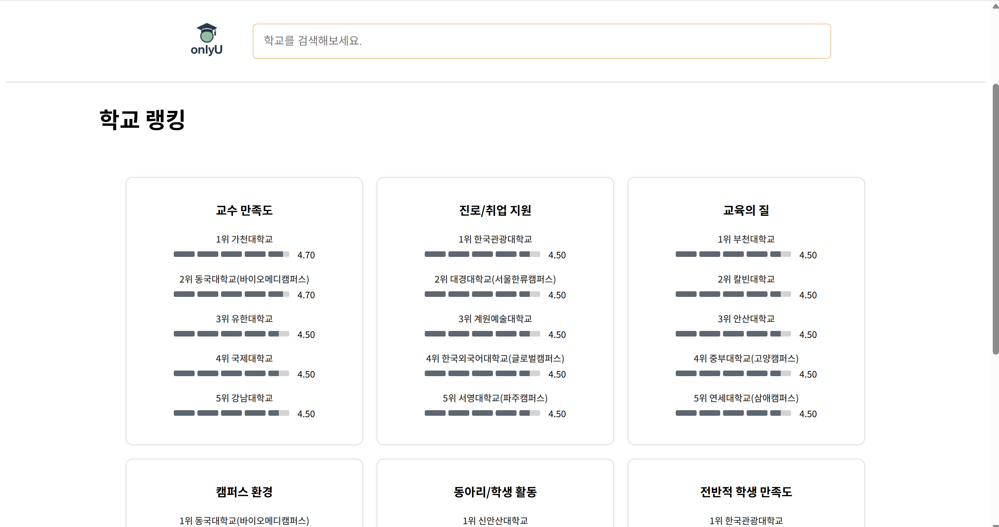 onlyU
학교를 검색해보세요.
학교 랭킹
교수 만족도
1위 가천대학교
4.70
2위 동국대학교(바이오메디캠퍼스)
4.70
3위 유한대학교
4.50
4위 국제대학교
4.50
5위 강남대학교
4.50
진로/취업 지원
1위 한국관광대학교
4.50
2위 대경대학교(서울한류캠퍼스)
4.50
3위 계원예술대학교
4.50
4위 한국외국어대학교(글로벌캠퍼스)
4.50
5위 서영대학교(파주캠퍼스)
4.50
교육의 질
1위 부천대학교
4.50
2위 칼빈대학교
4.50
3위 안산대학교
4.50
4위 중부대학교(고양캠퍼스)
4.50
5위 연세대학교(삼애캠퍼스)
4.50
캠퍼스 환경
1위 동국대학교(바이오메디캠퍼스)
동아리/학생 활동
1위 신안산대학교
전반적 학생 만족도
1위 한국관광대학교